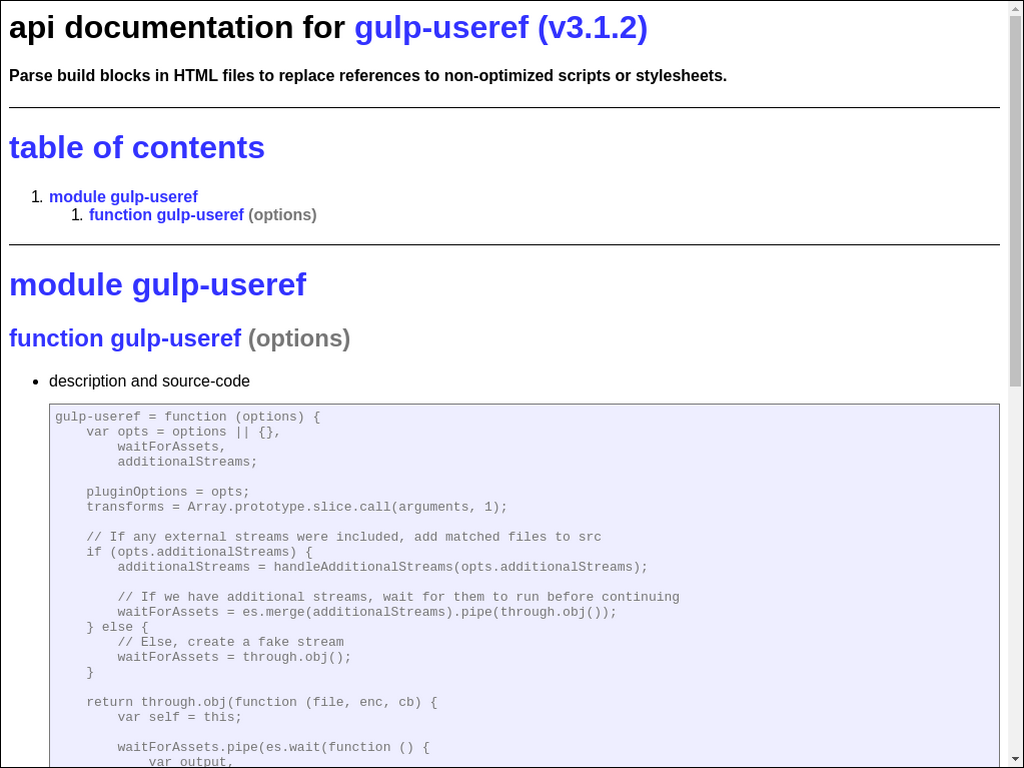 api documentation for gulp-useref (v3.1.2)
Parse build blocks in HTML files to replace references to non-optimized scripts or stylesheets.
table of contents
1. module gulp-useref
1. function gulp-useref (options)
module gulp-useref
function gulp-useref (options)
• description and source-code
gulp-useref = function (options) {
    var opts = options || {},
        waitForAssets,
        additionalStreams;
    pluginOptions = opts;
    transforms = Array.prototype.slice.call(arguments, 1);
    // If any external streams were included, add matched files to src
    if (opts.additionalStreams) {
        additionalStreams = handleAdditionalStreams(opts.additionalStreams);
        // If we have additional streams, wait for them to run before continuing
        waitForAssets = es.merge(additionalStreams).pipe(through.obj());
    } else {
        // Else, create a fake stream
        waitForAssets = through.obj();
    }
    return through.obj(function (file, enc, cb) {
        var self = this;
        waitForAssets.pipe(es.wait(function () {
            var output,